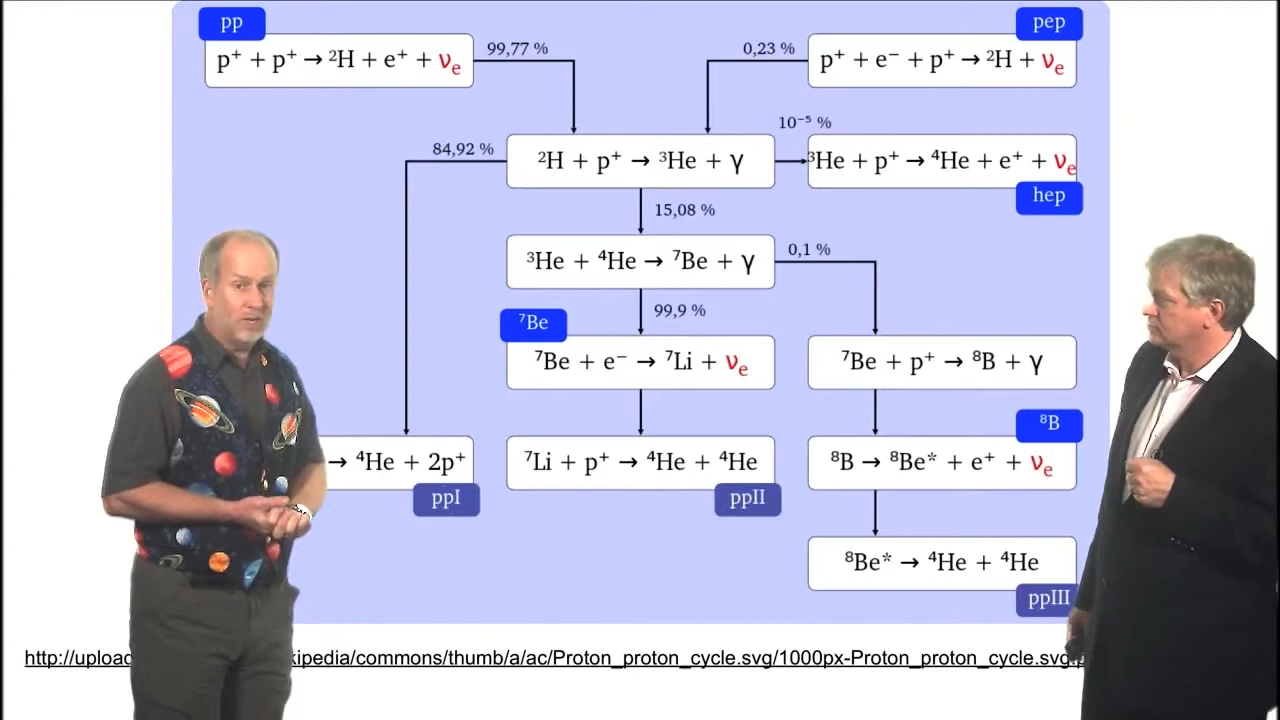 pp
pep
p⁺ + p⁺ → ²H + e⁺ + νₑ
99,77 %
0,23 %
p⁺ + e⁻ + p⁺ → ²H + νₑ
10⁻⁵ %
84,92 %
²H + p⁺ → ³He + γ
³He + p⁺ → ⁴He + e⁺ + νₑ
hep
15,08 %
³He + ⁴He → ⁷Be + γ
0,1 %
99,9 %
⁷Be
⁷Be + e⁻ → ⁷Li + νₑ
⁷Be + p⁺ → ⁸B + γ
⁸B
→ ⁴He + 2p⁺
⁷Li + p⁺ → ⁴He + ⁴He
⁸B → ⁸Be* + e⁺ + νₑ
ppI
ppII
⁸Be* → ⁴He + ⁴He
ppIII
http://uploa kipedia/commons/thumb/a/ac/Proton_proton_cycle.svg/1000px-Proton_proton_cycle.svg